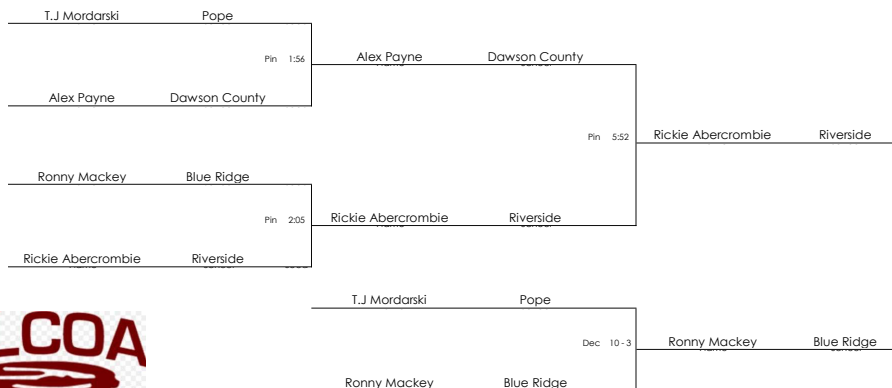 T.J Mordarski Pope
Pin 1:56
Alex Payne Dawson County
Alex Payne Dawson County
Pin 5:52
Rickie Abercrombie Riverside
Ronny Mackey Blue Ridge
Pin 2:05
Rickie Abercrombie Riverside
Rickie Abercrombie Riverside
T.J Mordarski Pope
Dec 10 - 3
Ronny Mackey Blue Ridge
Ronny Mackey Blue Ridge
LCOA